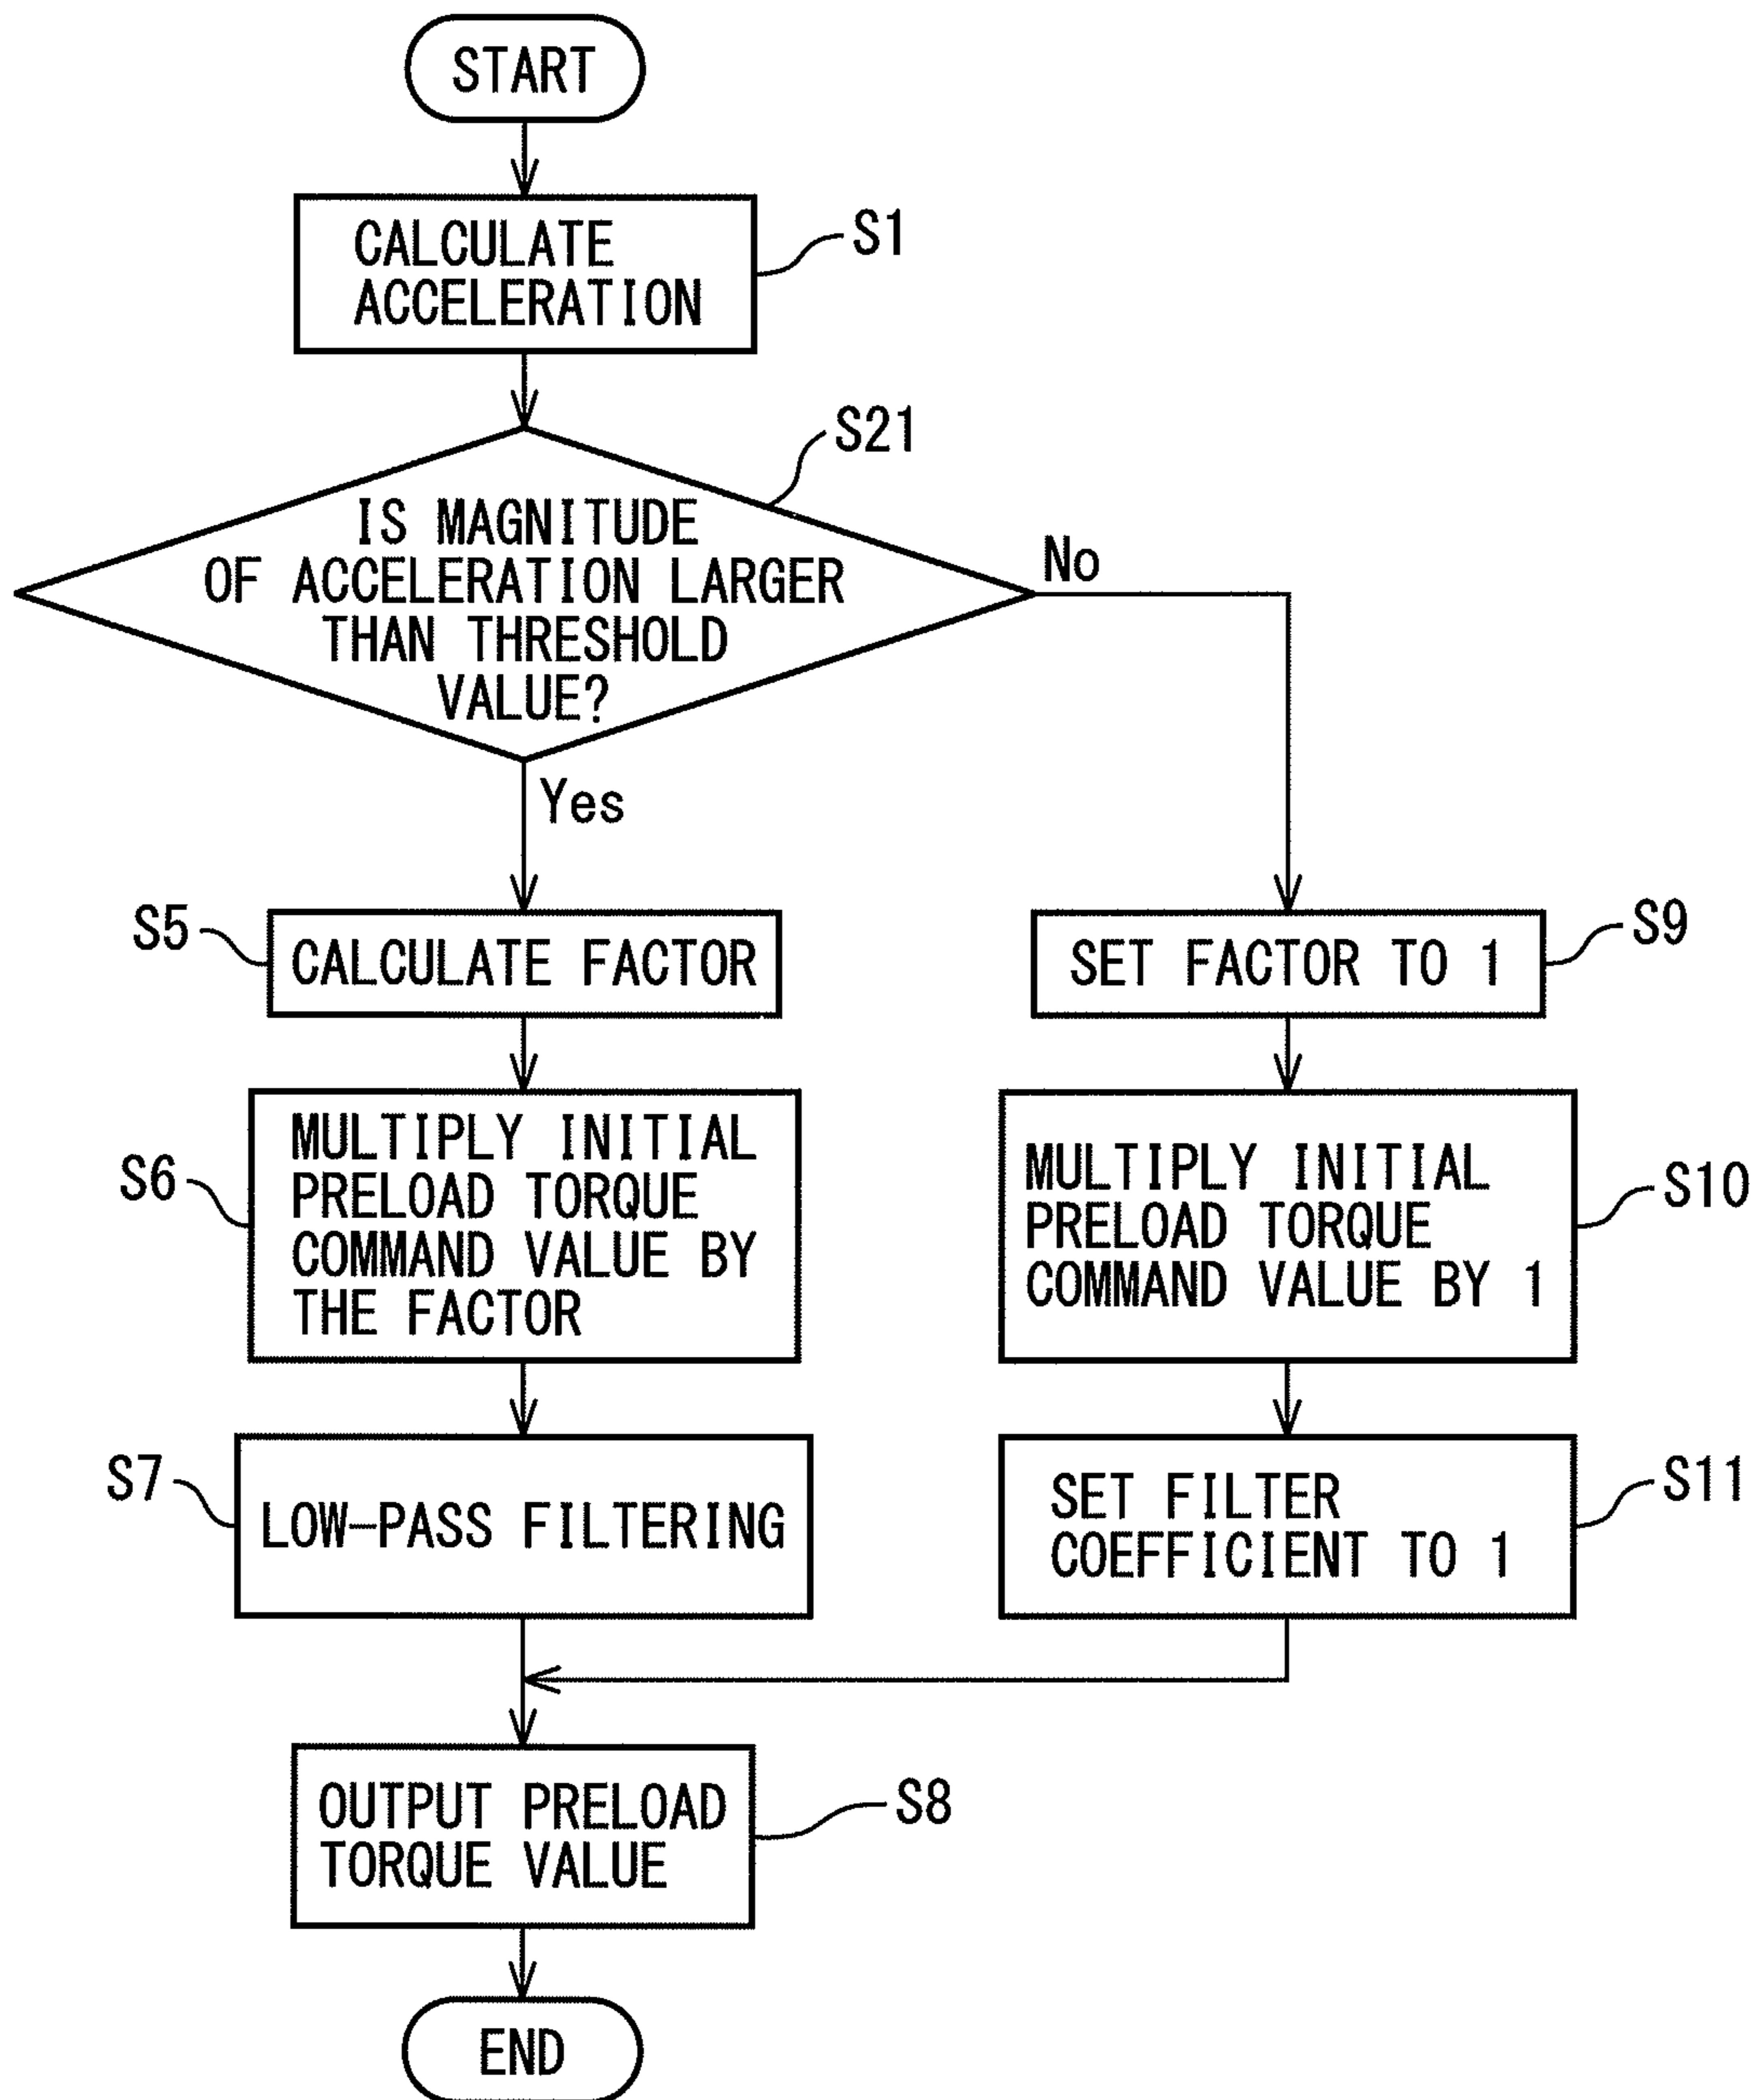 START
CALCULATE
ACCELERATION
S1
S21
IS MAGNITUDE
OF ACCELERATION LARGER
THAN THRESHOLD
VALUE?
No
Yes
S5
CALCULATE FACTOR
SET FACTOR TO 1
S9
S6
MULTIPLY INITIAL
PRELOAD TORQUE
COMMAND VALUE BY
THE FACTOR
MULTIPLY INITIAL
PRELOAD TORQUE
COMMAND VALUE BY 1
S10
S7
LOW-PASS FILTERING
SET FILTER
COEFFICIENT TO 1
S11
OUTPUT PRELOAD
TORQUE VALUE
S8
END